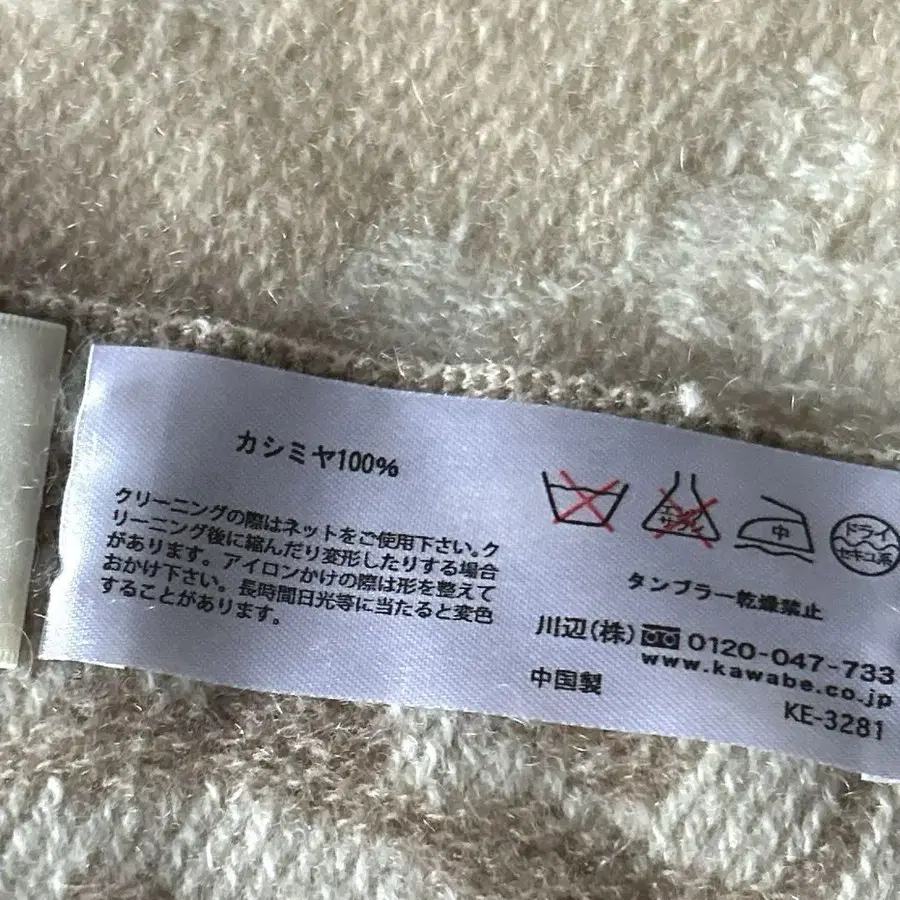 カシミヤ100%
クリーニングの際はネットをご使用下さい。ク
リーニング後に縮んだり変形したりする場合
があります。アイロンかけの際は形を整えて
おかけ下さい。長時間日光等に当たると変色
することがあります。
エンソ
サラシ
中
ドライ
セキユ系
タンブラー乾燥禁止
川辺(株) 0120-047-733
www.kawabe.co.jp
中国製
KE-3281